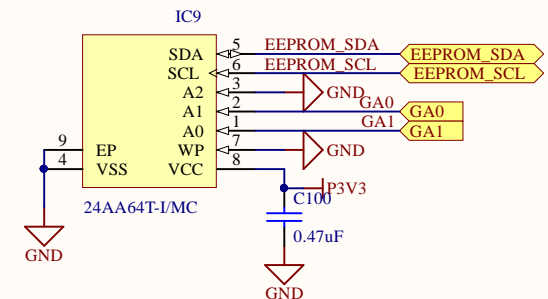 IC9
SDA 5 EEPROM_SDA EEPROM_SDA
SCL 6 EEPROM_SCL EEPROM_SCL
A2 3 GND
A1 2 GA0 GA0
A0 1 GA1 GA1
9 EP WP 7 GND
4 VSS VCC 8
P3V3
24AA64T-I/MC C100
0.47uF
GND
GND